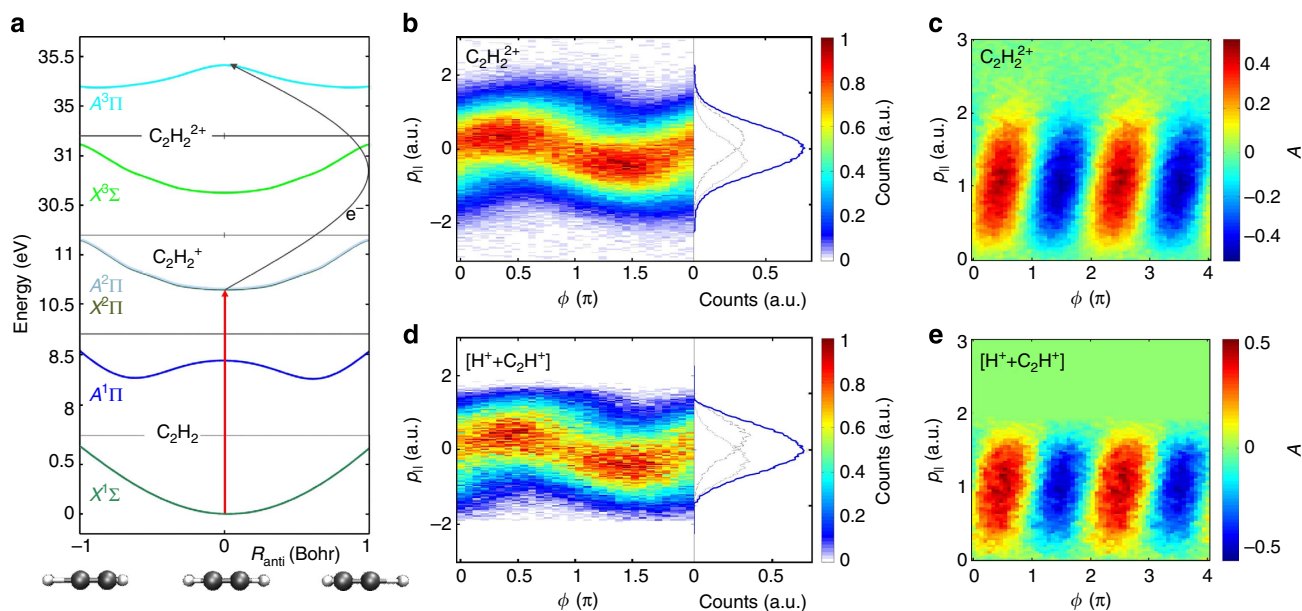 a
35.5
35
A³Π
C₂H₂²⁺
31
30.5
X³Σ
e⁻
Energy (eV)
11
10.5
C₂H₂⁺
A²Π
X²Π
8.5
8
A¹Π
C₂H₂
0.5
0
X¹Σ
−1
0
R_anti (Bohr)
1
b
C₂H₂²⁺
p_|| (a.u.)
2
0
−2
0
0.5
1
1.5
0
0.5
ϕ (π)
Counts (a.u.)
1
0.8
0.6
0.4
0.2
0
Counts (a.u.)
c
C₂H₂²⁺
p_|| (a.u.)
3
2
1
0
0
1
2
3
4
ϕ (π)
0.4
0.2
0
−0.2
−0.4
A
d
[H⁺+C₂H⁺]
p_|| (a.u.)
2
0
−2
0
0.5
1
1.5
0
0.5
ϕ (π)
Counts (a.u.)
1
0.8
0.6
0.4
0.2
0
Counts (a.u.)
e
[H⁺+C₂H⁺]
p_|| (a.u.)
3
2
1
0
0
1
2
3
4
ϕ (π)
0.5
0
−0.5
A